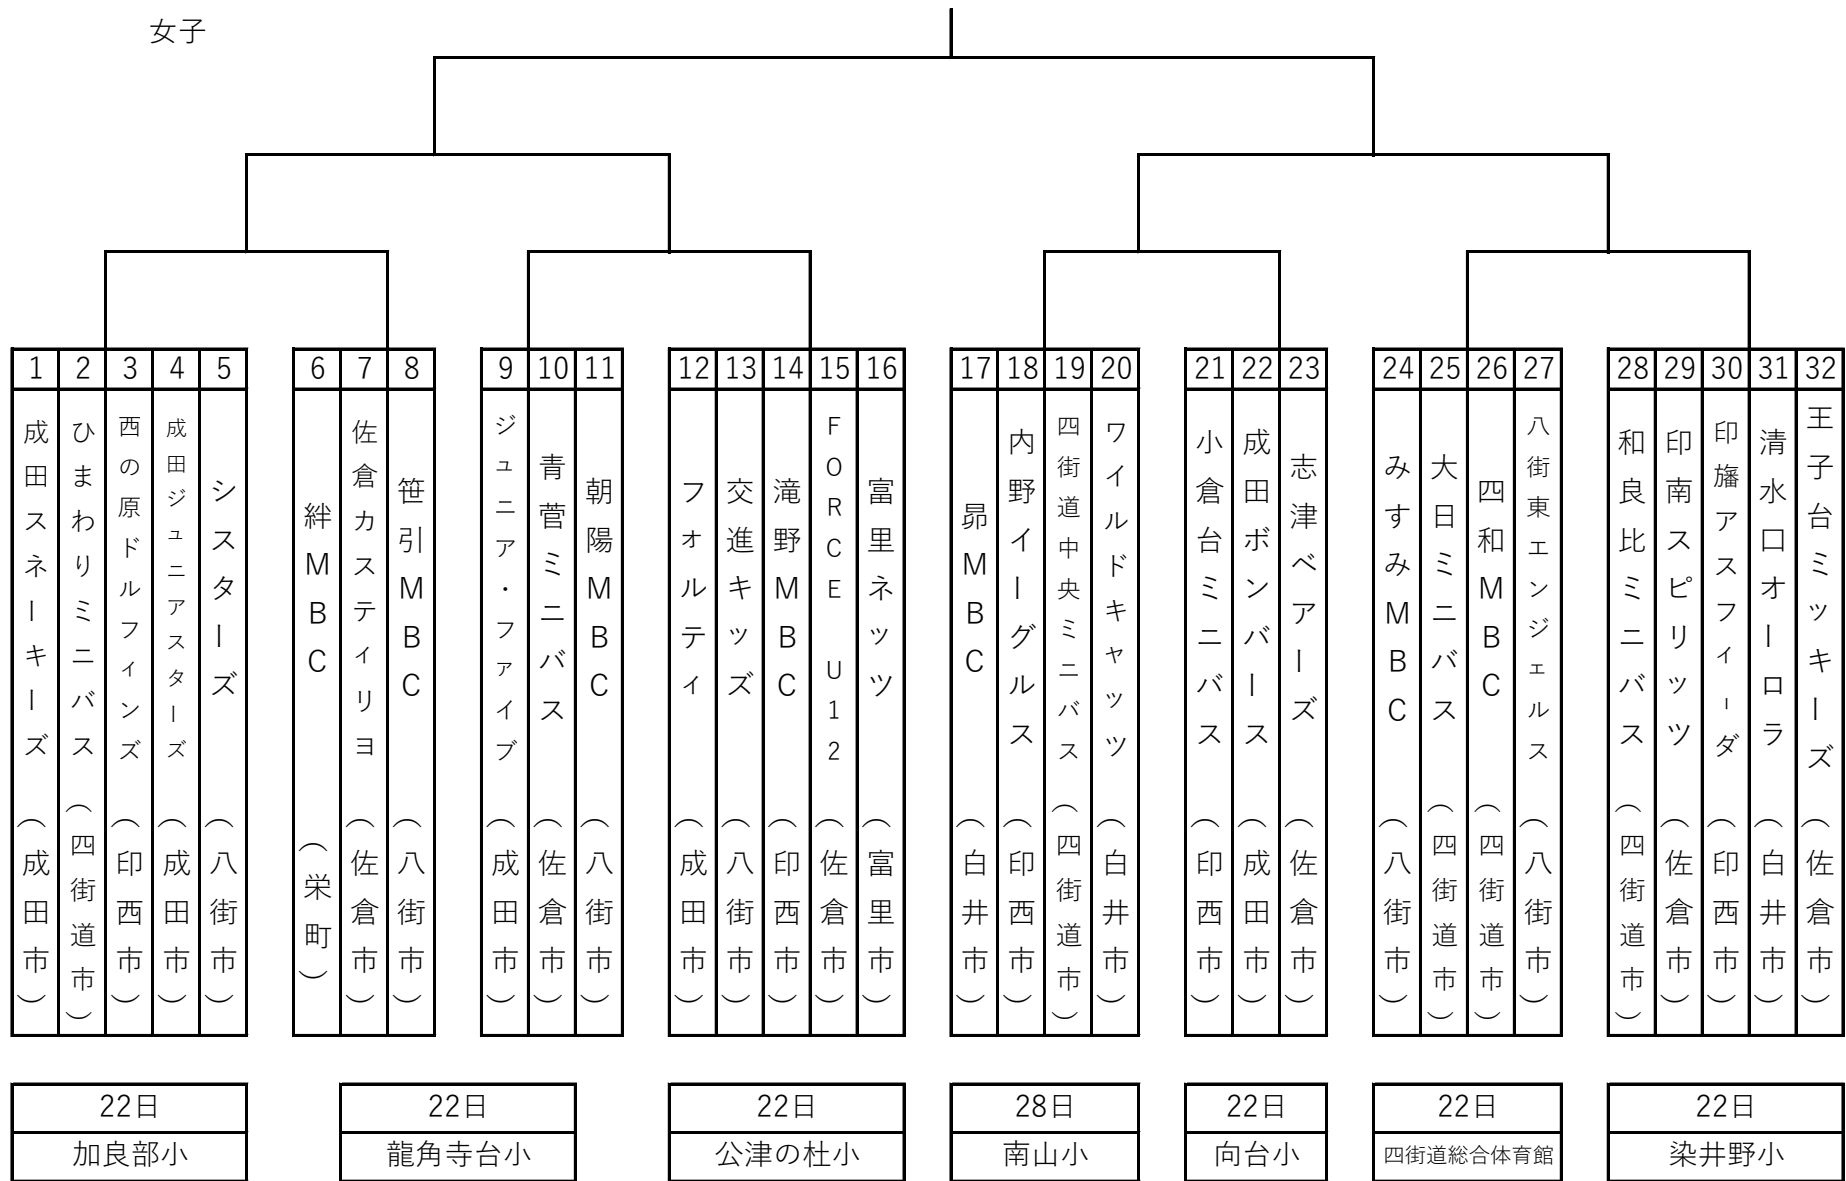 女子
1 成田スネーキーズ（成田市）
2 ひまわりミニバス（四街道市）
3 西の原ドルフィンズ（印西市）
4 成田ジュニアスターズ（成田市）
5 シスターズ（八街市）
6 絆MBC（栄町）
7 佐倉カスティリヨ（佐倉市）
8 笹引MBC（八街市）
9 ジュニア・ファイブ（成田市）
10 青菅ミニバス（佐倉市）
11 朝陽MBC（八街市）
12 フォルティ（成田市）
13 交進キッズ（八街市）
14 滝野MBC（印西市）
15 FORCE U12（佐倉市）
16 富里ネッツ（富里市）
17 昴MBC（白井市）
18 内野イーグルス（印西市）
19 四街道中央ミニバス（四街道市）
20 ワイルドキャッツ（白井市）
21 小倉台ミニバス（印西市）
22 成田ボンバース（成田市）
23 志津ベアーズ（佐倉市）
24 みすみMBC（八街市）
25 大日ミニバス（四街道市）
26 四和MBC（四街道市）
27 八街東エンジェルス（八街市）
28 和良比ミニバス（四街道市）
29 印南スピリッツ（佐倉市）
30 印旛アスフィーダ（印西市）
31 清水口オーロラ（白井市）
32 王子台ミッキーズ（佐倉市）
22日
加良部小
22日
龍角寺台小
22日
公津の杜小
28日
南山小
22日
向台小
22日
四街道総合体育館
22日
染井野小